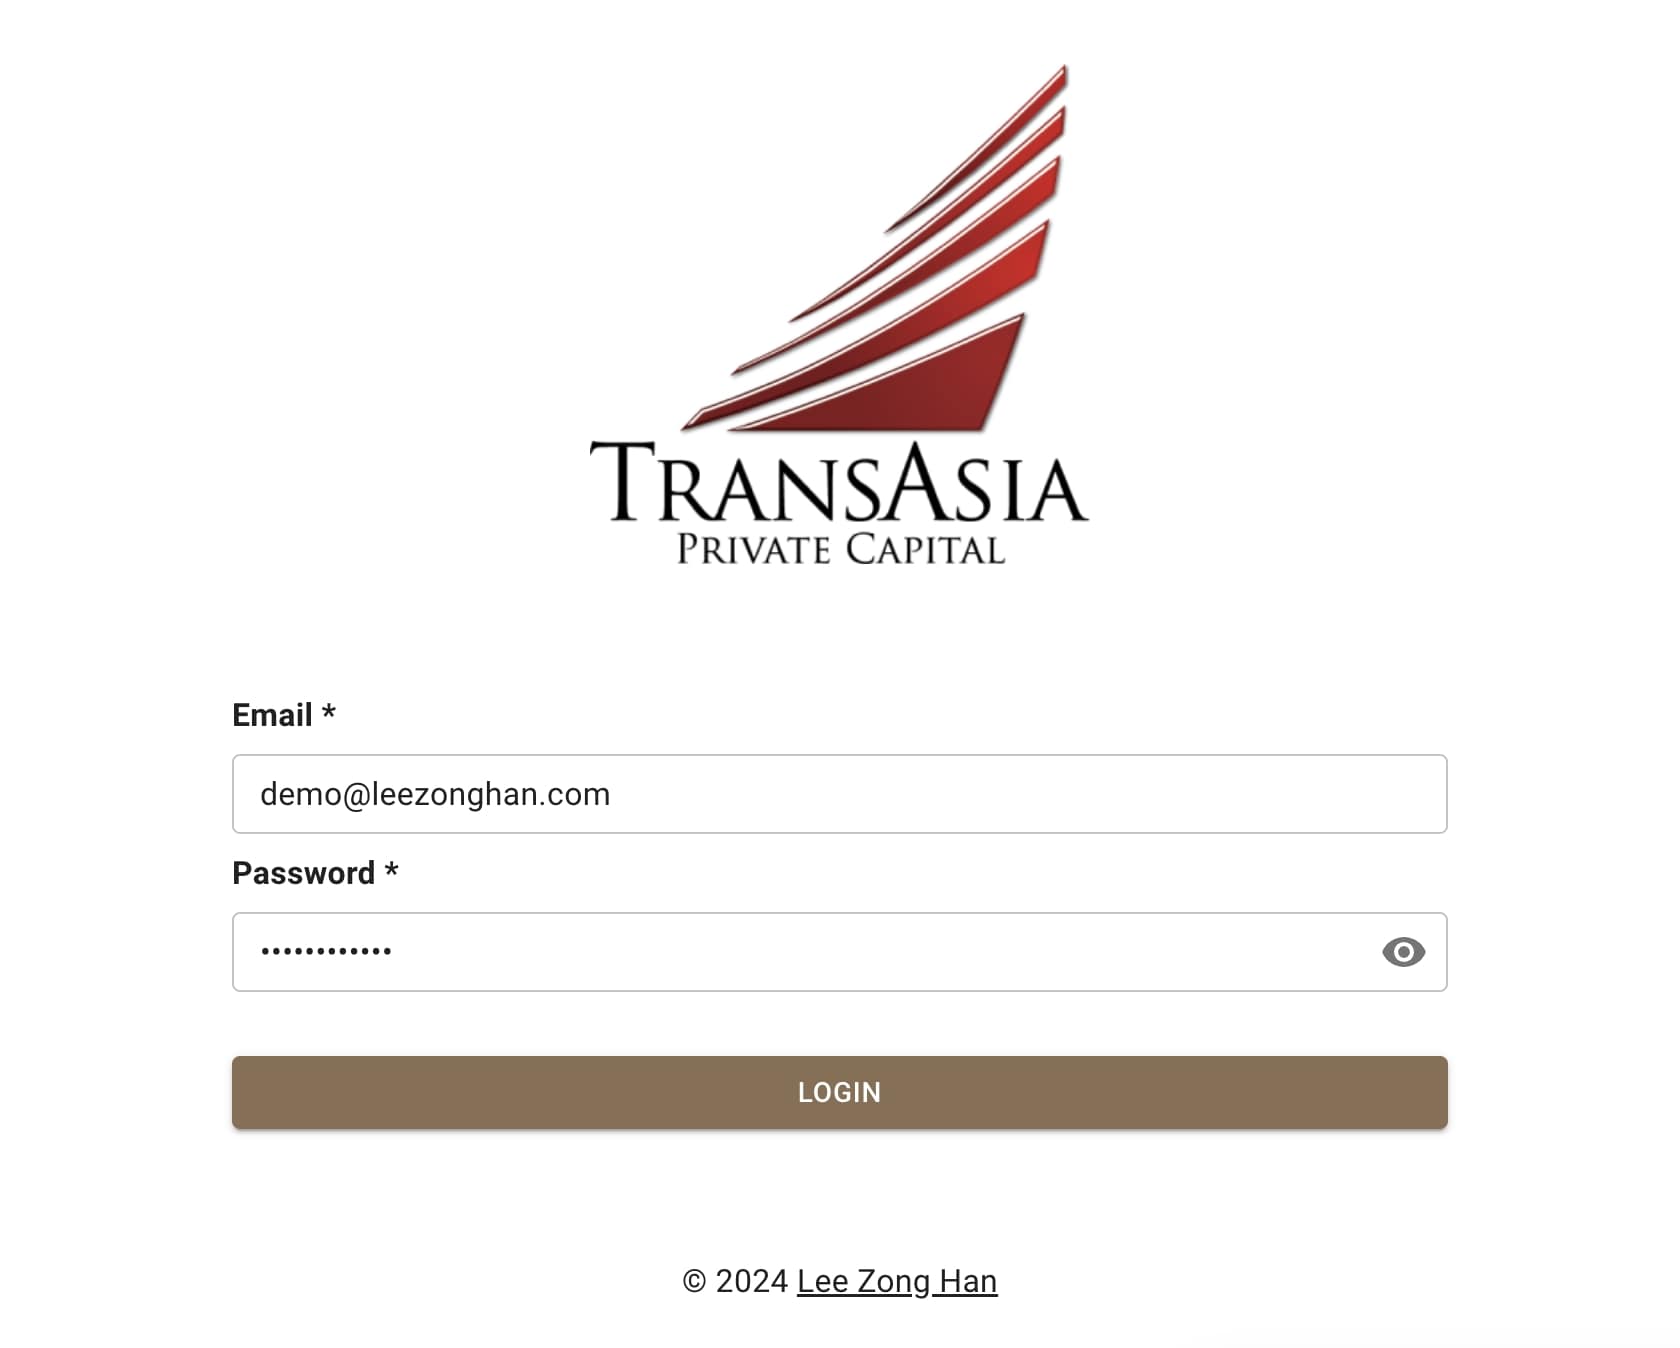 TRANSASIA
PRIVATE CAPITAL
Email *
demo@leezonghan.com
Password *
••••••••••••
LOGIN
© 2024 Lee Zong Han